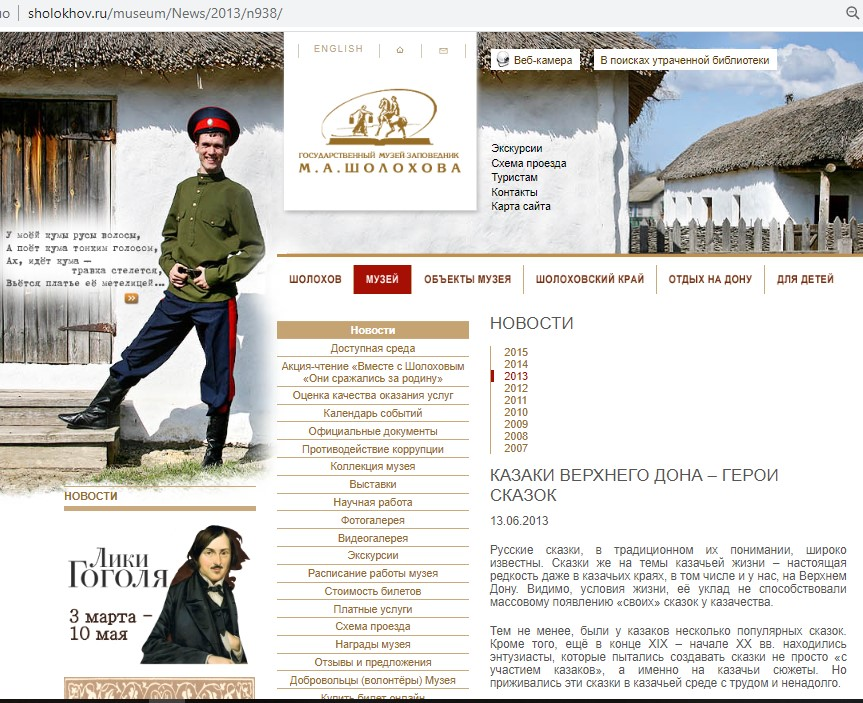 sholokhov.ru/museum/News/2013/n938/
ENGLISH
Веб-камера
В поисках утраченной библиотеки
ГОСУДАРСТВЕННЫЙ МУЗЕЙ ЗАПОВЕДНИК
М.А.ШОЛОХОВА
Экскурсии
Схема проезда
Туристам
Контакты
Карта сайта
У моёй кумы русы волосы,
А поёт кума тонким голосом,
Ах, идёт кума –
травка стелется,
Вьётся платье её метелицей...
ШОЛОХОВ
МУЗЕЙ
ОБЪЕКТЫ МУЗЕЯ
ШОЛОХОВСКИЙ КРАЙ
ОТДЫХ НА ДОНУ
ДЛЯ ДЕТЕЙ
НОВОСТИ
Лики
ГОГОЛЯ
3 марта –
10 мая
Новости
Доступная среда
Акция-чтение «Вместе с Шолоховым
«Они сражались за родину»
Оценка качества оказания услуг
Календарь событий
Официальные документы
Противодействие коррупции
Коллекция музея
Выставки
Научная работа
Фотогалерея
Видеогалерея
Экскурсии
Расписание работы музея
Стоимость билетов
Платные услуги
Схема проезда
Награды музея
Отзывы и предложения
Добровольцы (волонтёры) Музея
Купить билет онлайн
НОВОСТИ
2015
2014
2013
2012
2011
2010
2009
2008
2007
КАЗАКИ ВЕРХНЕГО ДОНА – ГЕРОИ
СКАЗОК
13.06.2013
Русские сказки, в традиционном их понимании, широко
известны. Сказки же на темы казачьей жизни – настоящая
редкость даже в казачьих краях, в том числе и у нас, на Верхнем
Дону. Видимо, условия жизни, её уклад не способствовали
массовому появлению «своих» сказок у казачества.
Тем не менее, были у казаков несколько популярных сказок.
Кроме того, ещё в конце XIX – начале XX вв. находились
энтузиасты, которые пытались создавать сказки не просто «с
участием казаков», а именно на казачьи сюжеты. Но
приживались эти сказки в казачьей среде с трудом и ненадолго.